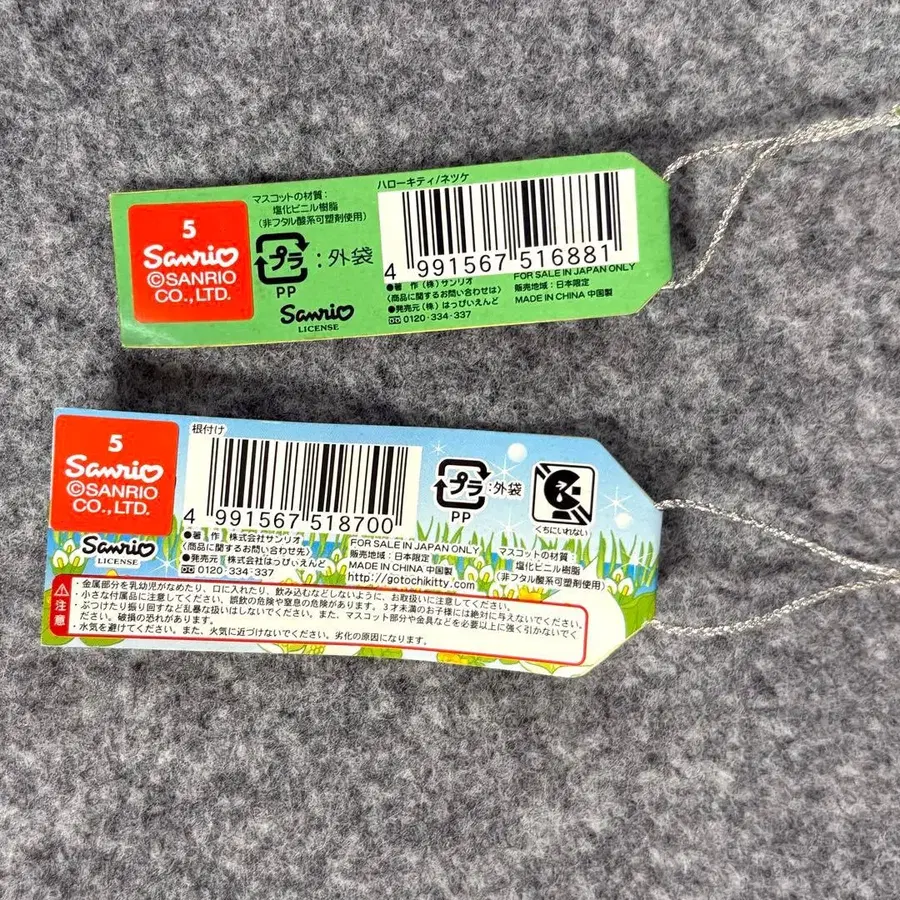 5
Sanrio
©SANRIO
CO.,LTD.
マスコットの材質:
塩化ビニル樹脂
(非フタル酸系可塑剤使用)
プラ:外袋
PP
Sanrio
LICENSE
ハローキティ/ネツケ
4 991567 516881
●著 作 (株)サンリオ
〈商品に関するお問い合わせは〉
●発売元 (株)はっぴいえんど
0120-334-337
FOR SALE IN JAPAN ONLY
販売地域:日本限定
MADE IN CHINA 中国製
5
Sanrio
©SANRIO
CO.,LTD.
Sanrio
LICENSE
根付け
4 991567 518700
●著 作 株式会社サンリオ
〈商品に関するお問い合わせ先〉
●発売元 株式会社はっぴいえんど
0120-334-337
プラ:外袋
PP
くちにいれない
FOR SALE IN JAPAN ONLY
販売地域:日本限定
MADE IN CHINA 中国製
http://gotochikitty.com
マスコットの材質:
塩化ビニル樹脂
(非フタル酸系可塑剤使用)
注意
・金属部分を乳幼児がなめたり、口に入れたり、飲み込むなどしないように、お取扱いに注意してください。
・小さな付属品に注意してください。誤飲の危険や窒息の危険があります。3才未満のお子様には絶対に与えないでください。
・ぶつけたり振り回すなど乱暴な扱いはしないでください。また、マスコット部分や金具などを必要以上に強く引かないでください。破損の恐れがあります。
・水気を避けてください。また、火気に近づけないでください。劣化の原因になります。